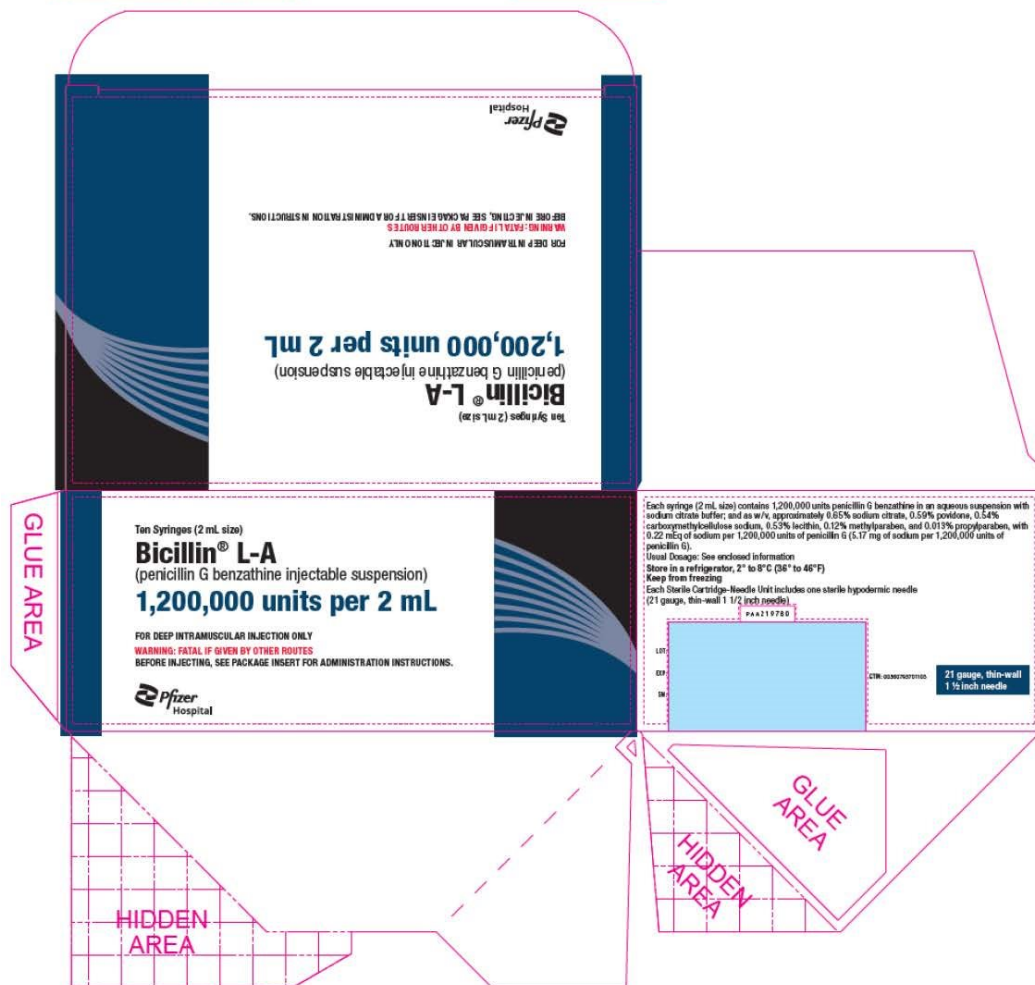 Pfizer
Hospital
BEFORE INJECTING, SEE PACKAGE INSERT FOR ADMINISTRATION INSTRUCTIONS.
WARNING: FATAL IF GIVEN BY OTHER ROUTES
FOR DEEP INTRAMUSCULAR INJECTION ONLY
1,200,000 units per 2 mL
(penicillin G benzathine injectable suspension)
Bicillin® L-A
Ten Syringes (2 mL size)
GLUE AREA
Ten Syringes (2 mL size)
Bicillin® L-A
(penicillin G benzathine injectable suspension)
1,200,000 units per 2 mL
FOR DEEP INTRAMUSCULAR INJECTION ONLY
WARNING: FATAL IF GIVEN BY OTHER ROUTES
BEFORE INJECTING, SEE PACKAGE INSERT FOR ADMINISTRATION INSTRUCTIONS.
Pfizer
Hospital
Each syringe (2 mL size) contains 1,200,000 units penicillin G benzathine in an aqueous suspension with
sodium citrate buffer; and as w/v, approximately 0.65% sodium citrate, 0.59% povidone, 0.54%
carboxymethylcellulose sodium, 0.53% lecithin, 0.12% methylparaben, and 0.013% propylparaben, with
0.22 mEq of sodium per 1,200,000 units of penicillin G (5.17 mg of sodium per 1,200,000 units of
penicillin G).
Usual Dosage: See enclosed information
Store in a refrigerator, 2° to 8°C (36° to 46°F)
Keep from freezing
Each Sterile Cartridge-Needle Unit includes one sterile hypodermic needle
(21 gauge, thin-wall 1 1/2 inch needle)
PAA219780
LOT
EXP
SN
GTIN:
21 gauge, thin-wall
1 ½ inch needle
HIDDEN
AREA
HIDDEN
AREA
GLUE
AREA